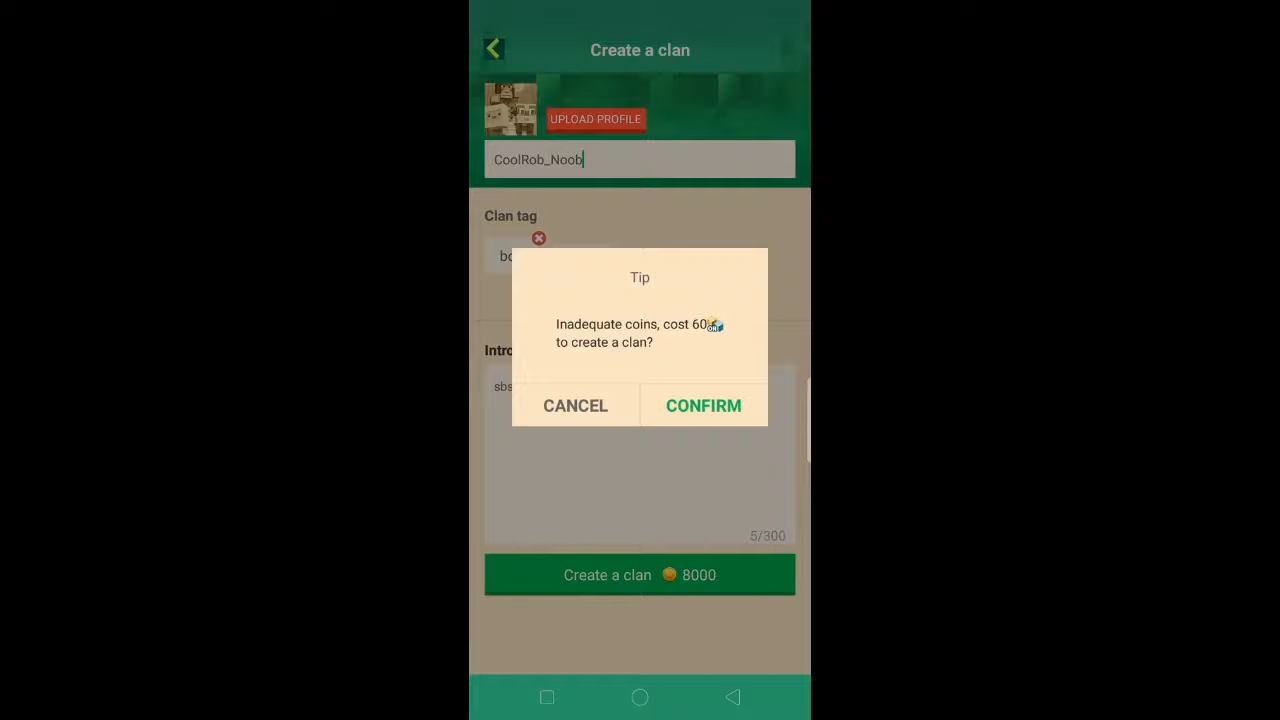 Create a clan
UPLOAD PROFILE
CoolRob_Noob
Clan tag
Tip
Inadequate coins, cost 60
to create a clan?
CANCEL
CONFIRM
5/300
Create a clan 8000